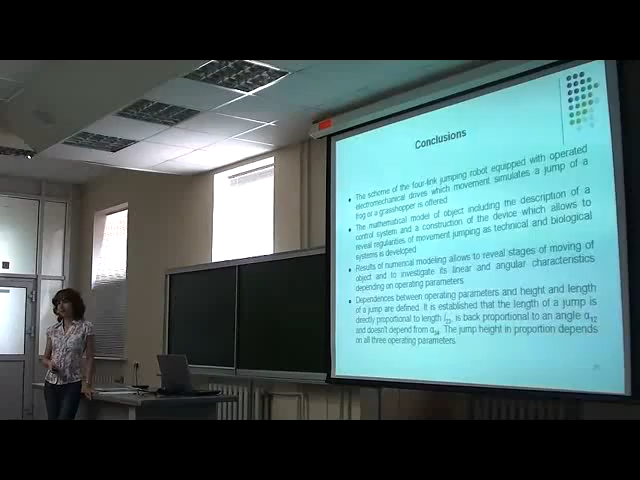 Conclusions
The scheme of the four-link jumping robot equipped with operated
electromechanical drives which movement simulates a jump of a
frog or a grasshopper is offered
The mathematical model of object including the description of a
control system and a construction of the device which allows to
reveal regularities of movement jumping as technical and biological
systems is developed
Results of numerical modeling allows to reveal stages of moving of
object and to investigate its linear and angular characteristics
depending on operating parameters
Dependences between operating parameters and height and length
of a jump are defined. It is established that the length of a jump is
directly proportional to length l23, is back proportional to an angle α12
and doesn't depend from α34. The jump height in proportion depends
on all three operating parameters.